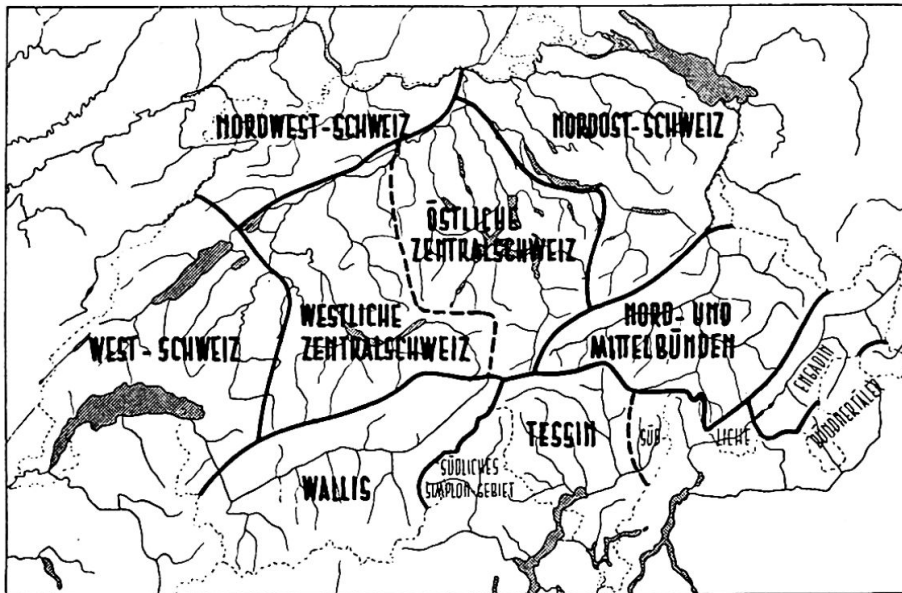 NORDWEST-SCHWEIZ
NORDOST-SCHWEIZ
ÖSTLICHE
ZENTRALSCHWEIZ
WESTLICHE
ZENTRALSCHWEIZ
WEST-SCHWEIZ
NORD- UND
MITTELBÜNDEN
ENGADIN
BÜNDNERTÄLER
TESSIN
SÜD-
LICHE
SÜDLICHES
SIMPLON-GEBIET
WALLIS